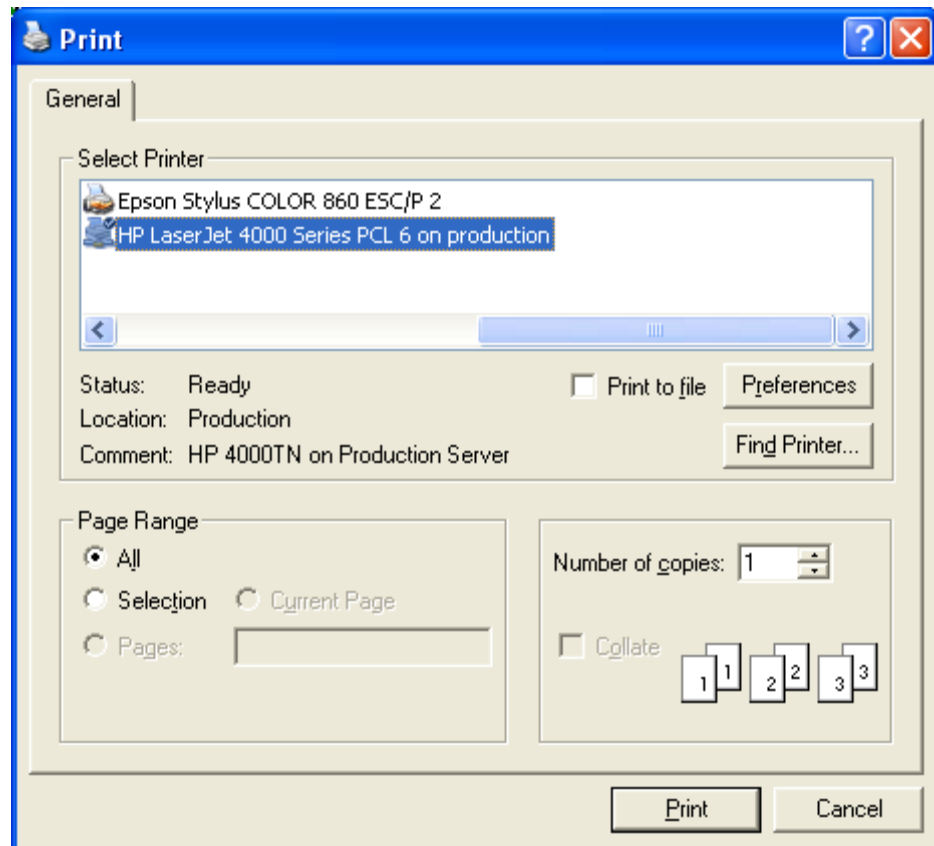 Print
General
Select Printer
Epson Stylus COLOR 860 ESC/P 2
HP LaserJet 4000 Series PCL 6 on production
Status: Ready
Print to file
Preferences
Location: Production
Comment: HP 4000TN on Production Server
Find Printer...
Page Range
All
Selection
Current Page
Pages:
Number of copies: 1
Collate
1 1 2 2 3 3
Print
Cancel